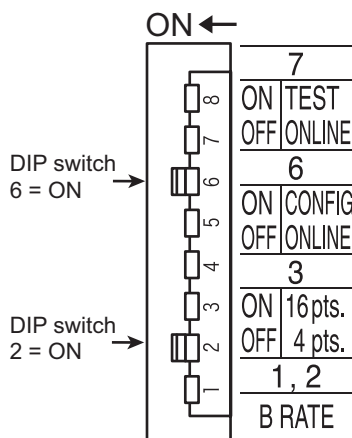 ON
DIP switch
6 = ON
DIP switch
2 = ON
8
7
6
5
4
3
2
1
7
ON TEST
OFF ONLINE
6
ON CONFIG
OFF ONLINE
3
ON 16 pts.
OFF 4 pts.
1, 2
B RATE